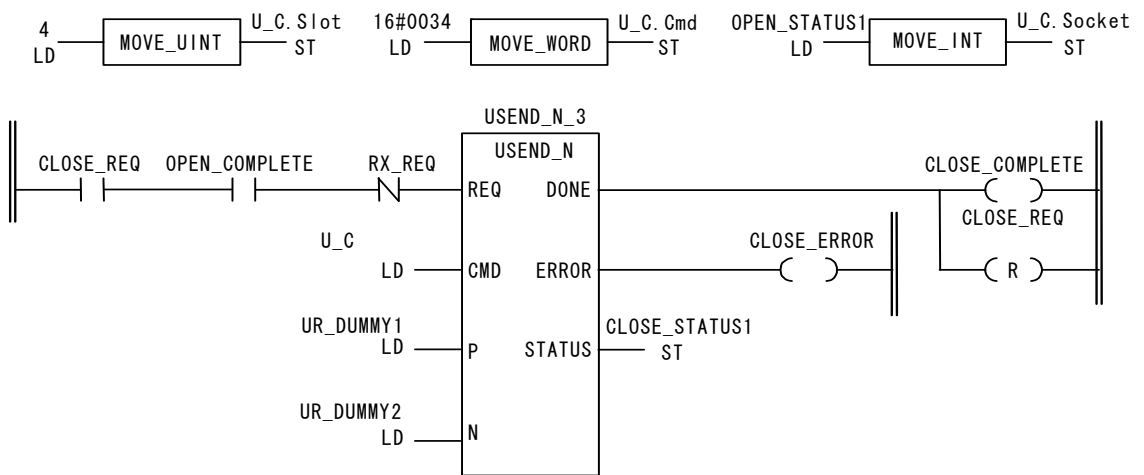 4 LD MOVE_UINT U_C.Slot ST
16#0034 LD MOVE_WORD U_C.Cmd ST
OPEN_STATUS1 LD MOVE_INT U_C.Socket ST
USEND_N_3
USEND_N
CLOSE_REQ OPEN_COMPLETE RX_REQ REQ DONE CLOSE_COMPLETE
CLOSE_REQ
U_C
LD CMD ERROR CLOSE_ERROR R
UR_DUMMY1
LD P STATUS CLOSE_STATUS1 ST
UR_DUMMY2
LD N